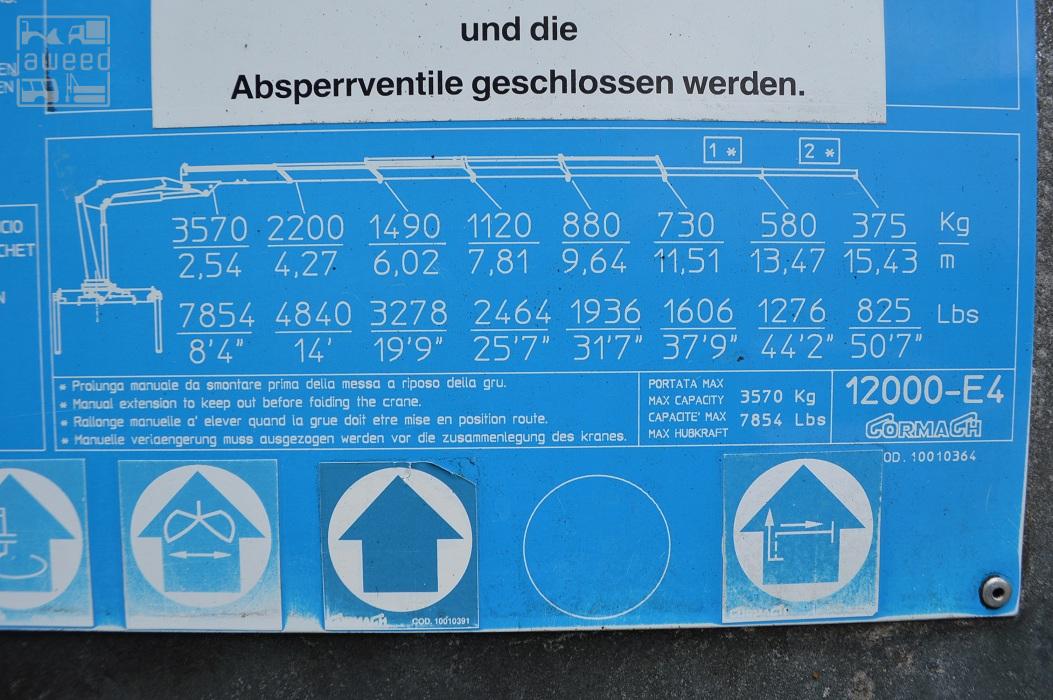 aweed
und die
Absperrventile geschlossen werden.
EN
EN
CIO
CHET
N
1 * 2 *
3570 2200 1490 1120 880 730 580 375 Kg
2,54 4,27 6,02 7,81 9,64 11,51 13,47 15,43 m
7854 4840 3278 2464 1936 1606 1276 825 Lbs
8'4" 14' 19'9" 25'7" 31'7" 37'9" 44'2" 50'7"
* Prolunga manuale da smontare prima della messa a riposo della gru.
* Manual extension to keep out before folding the crane.
* Rallonge manuelle a' elever quand la grue doit etre mise en position route.
* Manuelle verlaengerung muss ausgezogen werden vor die zusammenlegung des kranes.
PORTATA MAX
MAX CAPACITY 3570 Kg
CAPACITE' MAX 7854 Lbs
MAX HUBKRAFT
12000-E4
CORMACH
OD. 10010364
CORMACH COD. 10010391